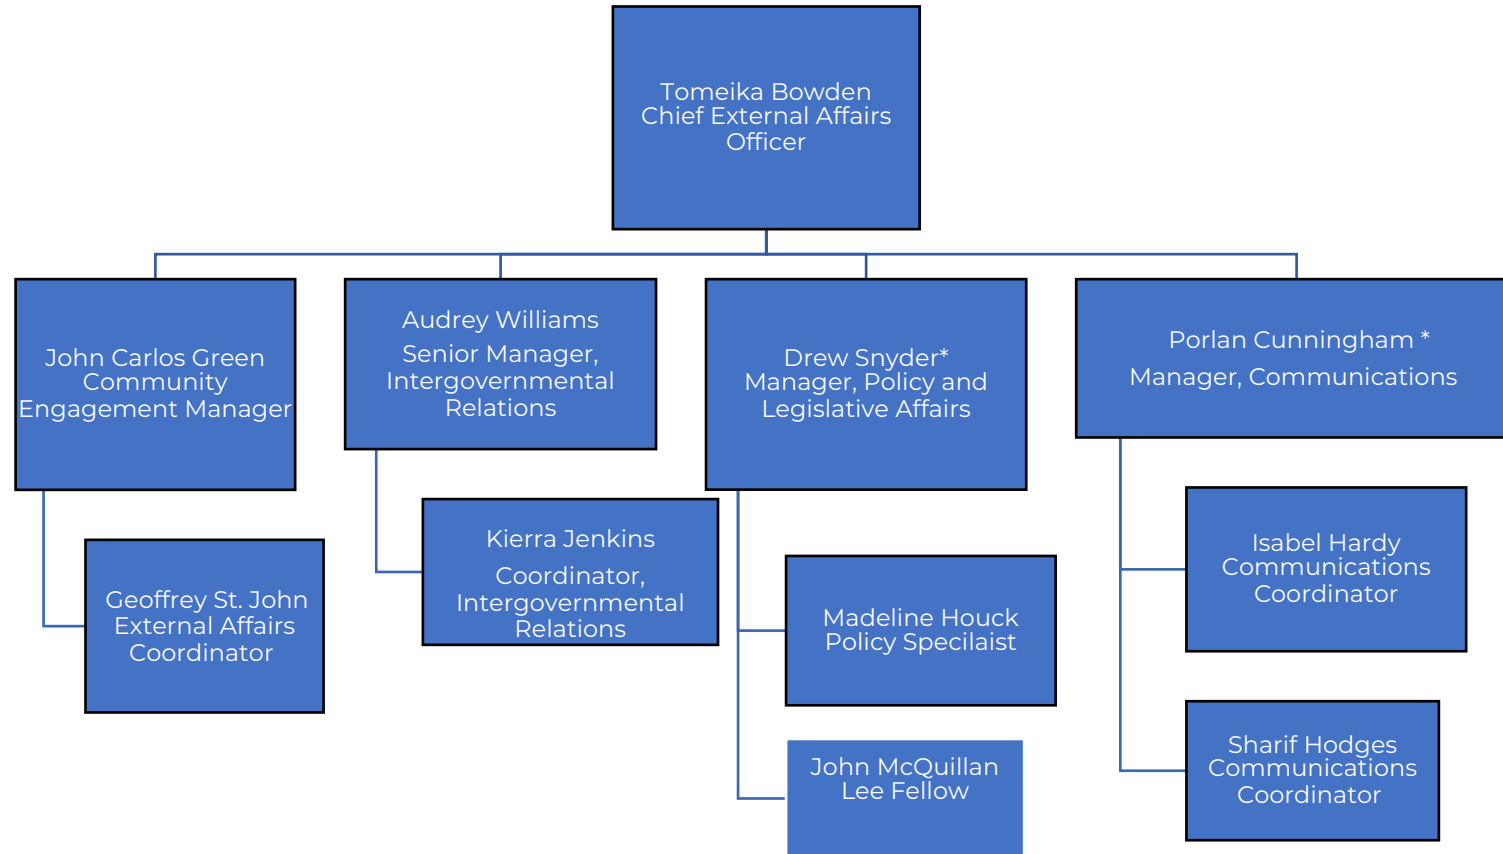 Tomeika Bowden
Chief External Affairs
Officer
John Carlos Green
Community
Engagement Manager
Audrey Williams
Senior Manager,
Intergovernmental
Relations
Drew Snyder*
Manager, Policy and
Legislative Affairs
Porlan Cunningham *
Manager, Communications
Geoffrey St. John
External Affairs
Coordinator
Kierra Jenkins
Coordinator,
Intergovernmental
Relations
Madeline Houck
Policy Specilaist
John McQuillan
Lee Fellow
Isabel Hardy
Communications
Coordinator
Sharif Hodges
Communications
Coordinator